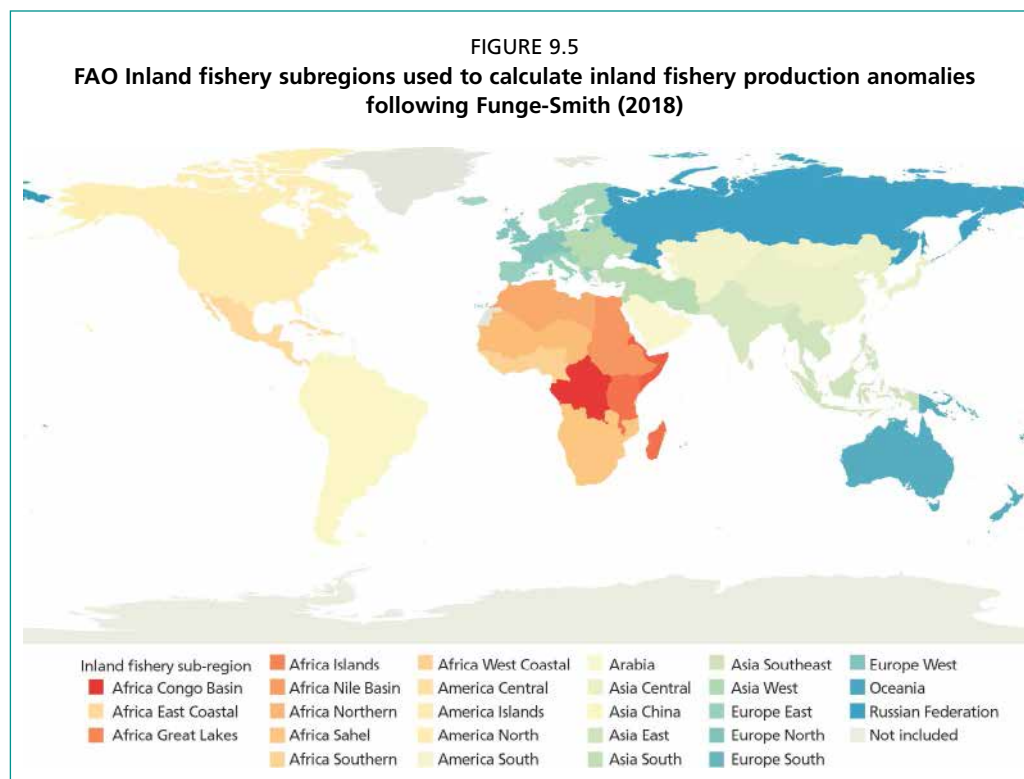 FIGURE 9.5
FAO Inland fishery subregions used to calculate inland fishery production anomalies
following Funge-Smith (2018)
Inland fishery sub-region
Africa Congo Basin
Africa East Coastal
Africa Great Lakes
Africa Islands
Africa Nile Basin
Africa Northern
Africa Sahel
Africa Southern
Africa West Coastal
America Central
America Islands
America North
America South
Arabia
Asia Central
Asia China
Asia East
Asia South
Asia Southeast
Asia West
Europe East
Europe North
Europe South
Europe West
Oceania
Russian Federation
Not included